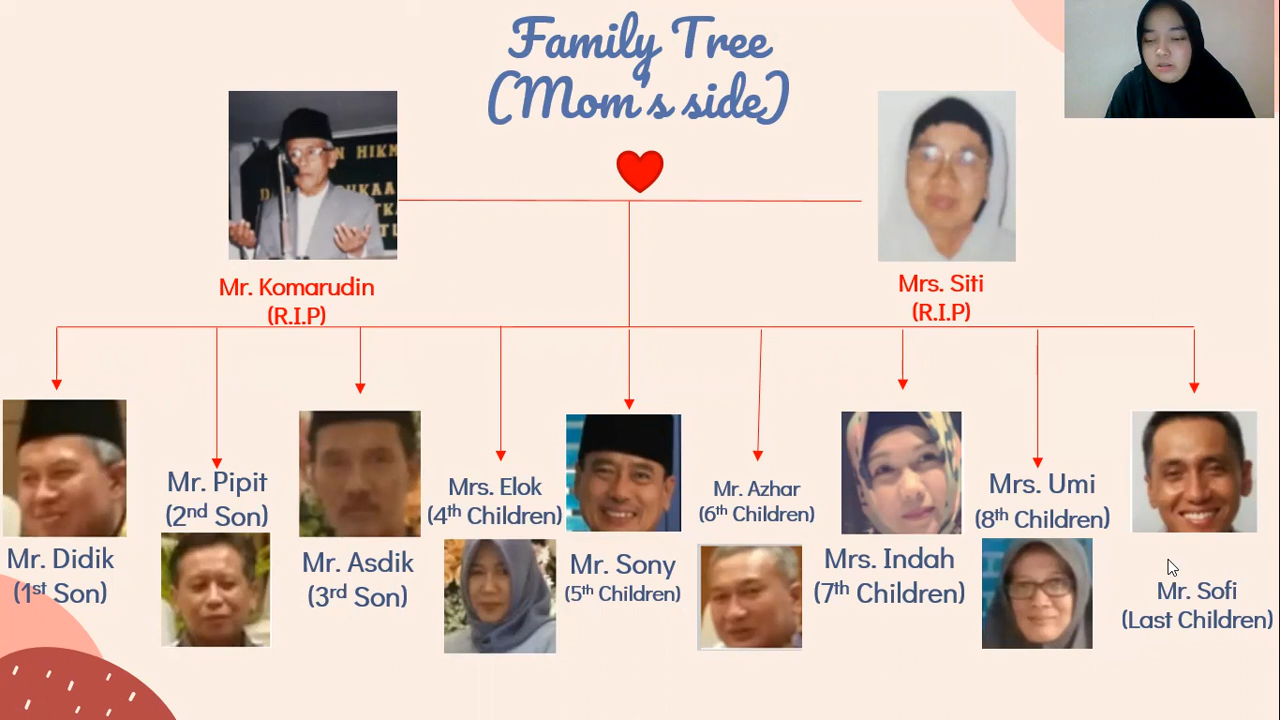 Family Tree
(Mom's side)
N HIKM
Mr. Komarudin
(R.I.P)
Mrs. Siti
(R.I.P)
Mr. Didik
(1st Son)
Mr. Pipit
(2nd Son)
Mr. Asdik
(3rd Son)
Mrs. Elok
(4th Children)
Mr. Sony
(5th Children)
Mr. Azhar
(6th Children)
Mrs. Indah
(7th Children)
Mrs. Umi
(8th Children)
Mr. Sofi
(Last Children)